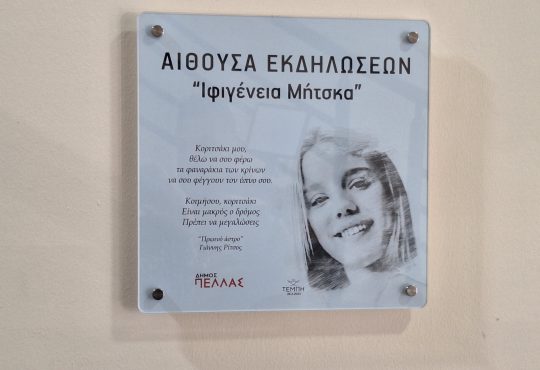 ΑΙΘΟΥΣΑ ΕΚΔΗΛΩΣΕΩΝ
“Ιφιγένεια Μήτσκα”
Κοριτσάκι μου,
θέλω να σου φέρω
τα φαναράκια των κρίνων
να σου φέγγουν τον ύπνο σου.
Κοιμήσου, κοριτσάκι
Είναι μακρύς ο δρόμος
Πρέπει να μεγαλώσεις
“Πρωινό άστρο”
Γιάννης Ρίτσος
ΔΗΜΟΣ
ΠΕΛΛΑΣ
ΤΕΜΠΗ